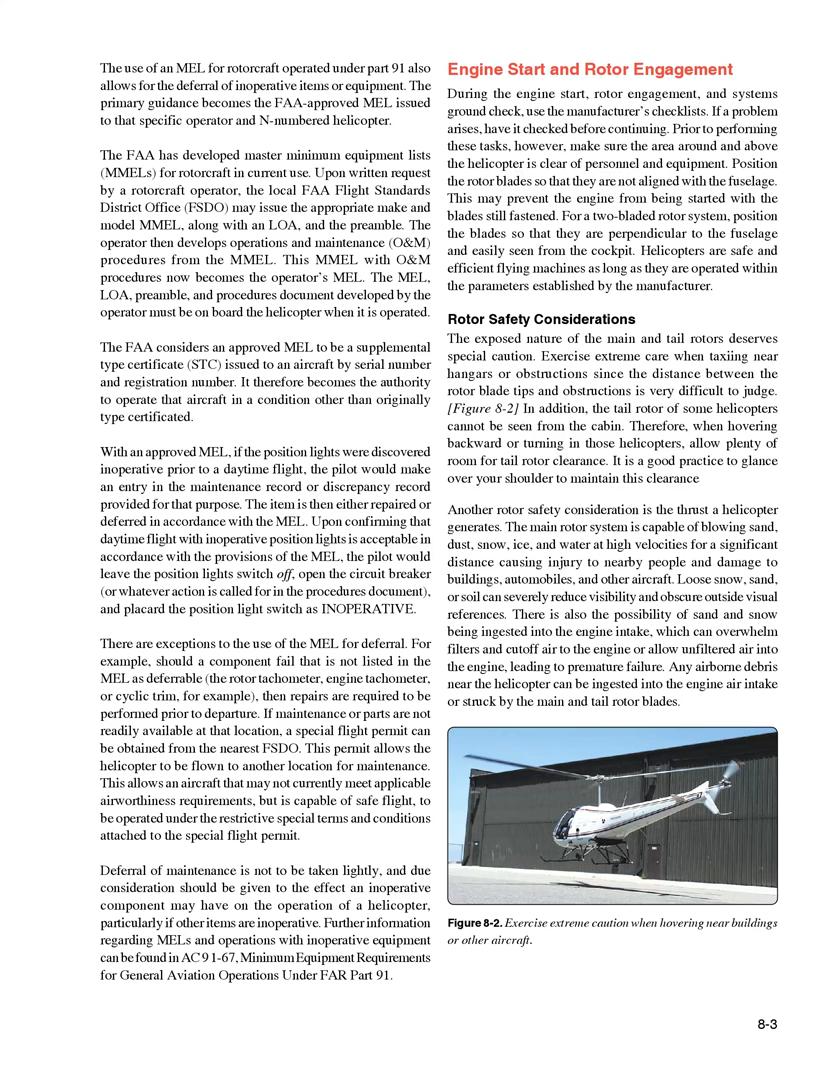 The use of an MEL for rotorcraft operated under part 91 also
allows for the deferral of inoperative items or equipment. The
primary guidance becomes the FAA-approved MEL issued
to that specific operator and N-numbered helicopter.
The FAA has developed master minimum equipment lists
(MMELs) for rotorcraft in current use. Upon written request
by a rotorcraft operator, the local FAA Flight Standards
District Office (FSDO) may issue the appropriate make and
model MMEL, along with an LOA, and the preamble. The
operator then develops operations and maintenance (O&M)
procedures from the MMEL. This MMEL with O&M
procedures now becomes the operator's MEL. The MEL,
LOA, preamble, and procedures document developed by the
operator must be on board the helicopter when it is operated.
The FAA considers an approved MEL to be a supplemental
type certificate (STC) issued to an aircraft by serial number
and registration number. It therefore becomes the authority
to operate that aircraft in a condition other than originally
type certificated.
With an approved MEL, if the position lights were discovered
inoperative prior to a daytime flight, the pilot would make
an entry in the maintenance record or discrepancy record
provided for that purpose. The item is then either repaired or
deferred in accordance with the MEL. Upon confirming that
daytime flight with inoperative position lights is acceptable in
accordance with the provisions of the MEL, the pilot would
leave the position lights switch off, open the circuit breaker
(or whatever action is called for in the procedures document),
and placard the position light switch as INOPERATIVE.
There are exceptions to the use of the MEL for deferral. For
example, should a component fail that is not listed in the
MEL as deferrable (the rotor tachometer, engine tachometer,
or cyclic trim, for example), then repairs are required to be
performed prior to departure. If maintenance or parts are not
readily available at that location, a special flight permit can
be obtained from the nearest FSDO. This permit allows the
helicopter to be flown to another location for maintenance.
This allows an aircraft that may not currently meet applicable
airworthiness requirements, but is capable of safe flight, to
be operated under the restrictive special terms and conditions
attached to the special flight permit.
Deferral of maintenance is not to be taken lightly, and due
consideration should be given to the effect an inoperative
component may have on the operation of a helicopter,
particularly if other items are inoperative. Further information
regarding MELs and operations with inoperative equipment
can be found in AC 9 1-67, Minimum Equipment Requirements
for General Aviation Operations Under FAR Part 91.
Engine Start and Rotor Engagement
During the engine start, rotor engagement, and systems
ground check, use the manufacturer's checklists. If a problem
arises, have it checked before continuing. Prior to performing
these tasks, however, make sure the area around and above
the helicopter is clear of personnel and equipment. Position
the rotor blades so that they are not aligned with the fuselage.
This may prevent the engine from being started with the
blades still fastened. For a two-bladed rotor system, position
the blades so that they are perpendicular to the fuselage
and easily seen from the cockpit. Helicopters are safe and
efficient flying machines as long as they are operated within
the parameters established by the manufacturer.
Rotor Safety Considerations
The exposed nature of the main and tail rotors deserves
special caution. Exercise extreme care when taxiing near
hangars or obstructions since the distance between the
rotor blade tips and obstructions is very difficult to judge.
[Figure 8-2] In addition, the tail rotor of some helicopters
cannot be seen from the cabin. Therefore, when hovering
backward or turning in those helicopters, allow plenty of
room for tail rotor clearance. It is a good practice to glance
over your shoulder to maintain this clearance
Another rotor safety consideration is the thrust a helicopter
generates. The main rotor system is capable of blowing sand,
dust, snow, ice, and water at high velocities for a significant
distance causing injury to nearby people and damage to
buildings, automobiles, and other aircraft. Loose snow, sand,
or soil can severely reduce visibility and obscure outside visual
references. There is also the possibility of sand and snow
being ingested into the engine intake, which can overwhelm
filters and cutoff air to the engine or allow unfiltered air into
the engine, leading to premature failure. Any airborne debris
near the helicopter can be ingested into the engine air intake
or struck by the main and tail rotor blades.
Figure 8-2. Exercise extreme caution when hovering near buildings
or other aircraft.
8-3